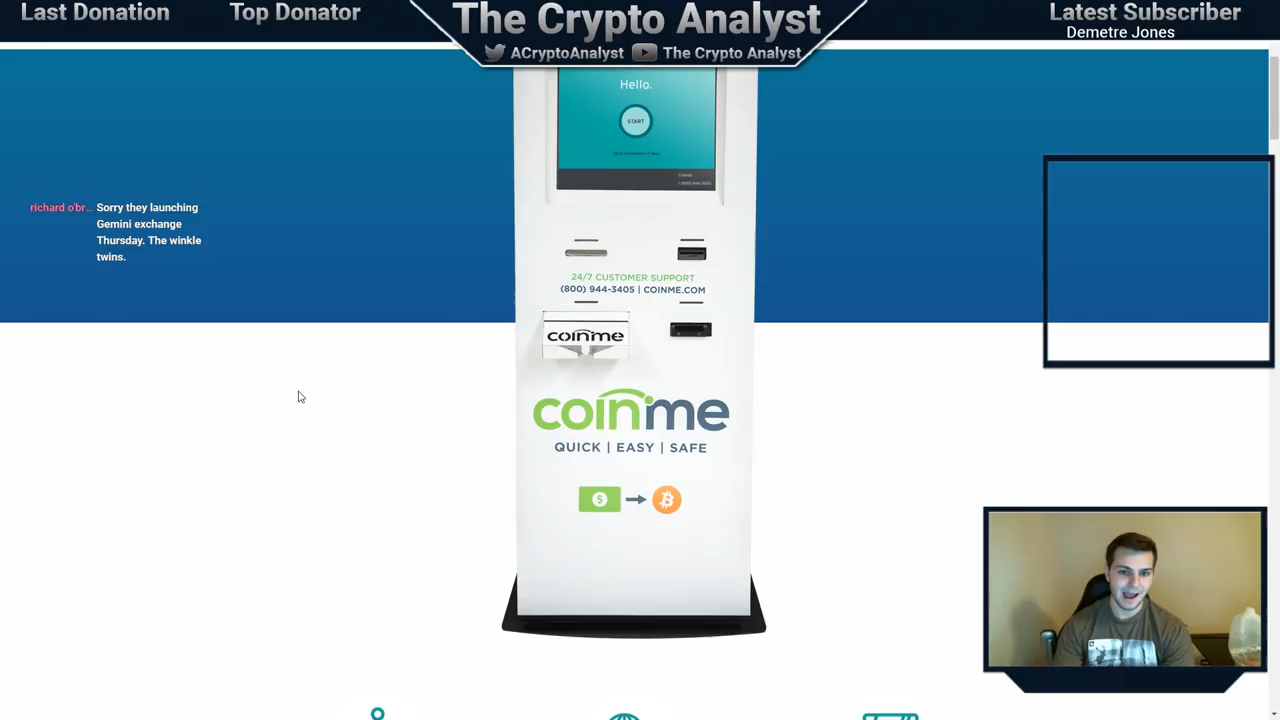 Last Donation
Top Donator
The Crypto Analyst
Latest Subscriber
Demetre Jones
ACryptoAnalyst
The Crypto Analyst
Hello.
START
Coinme
richard o'br... Sorry they launching
Gemini exchange
Thursday. The winkle
twins.
24/7 CUSTOMER SUPPORT
(800) 944-3405 | COINME.COM
coinme
coinme
QUICK | EASY | SAFE